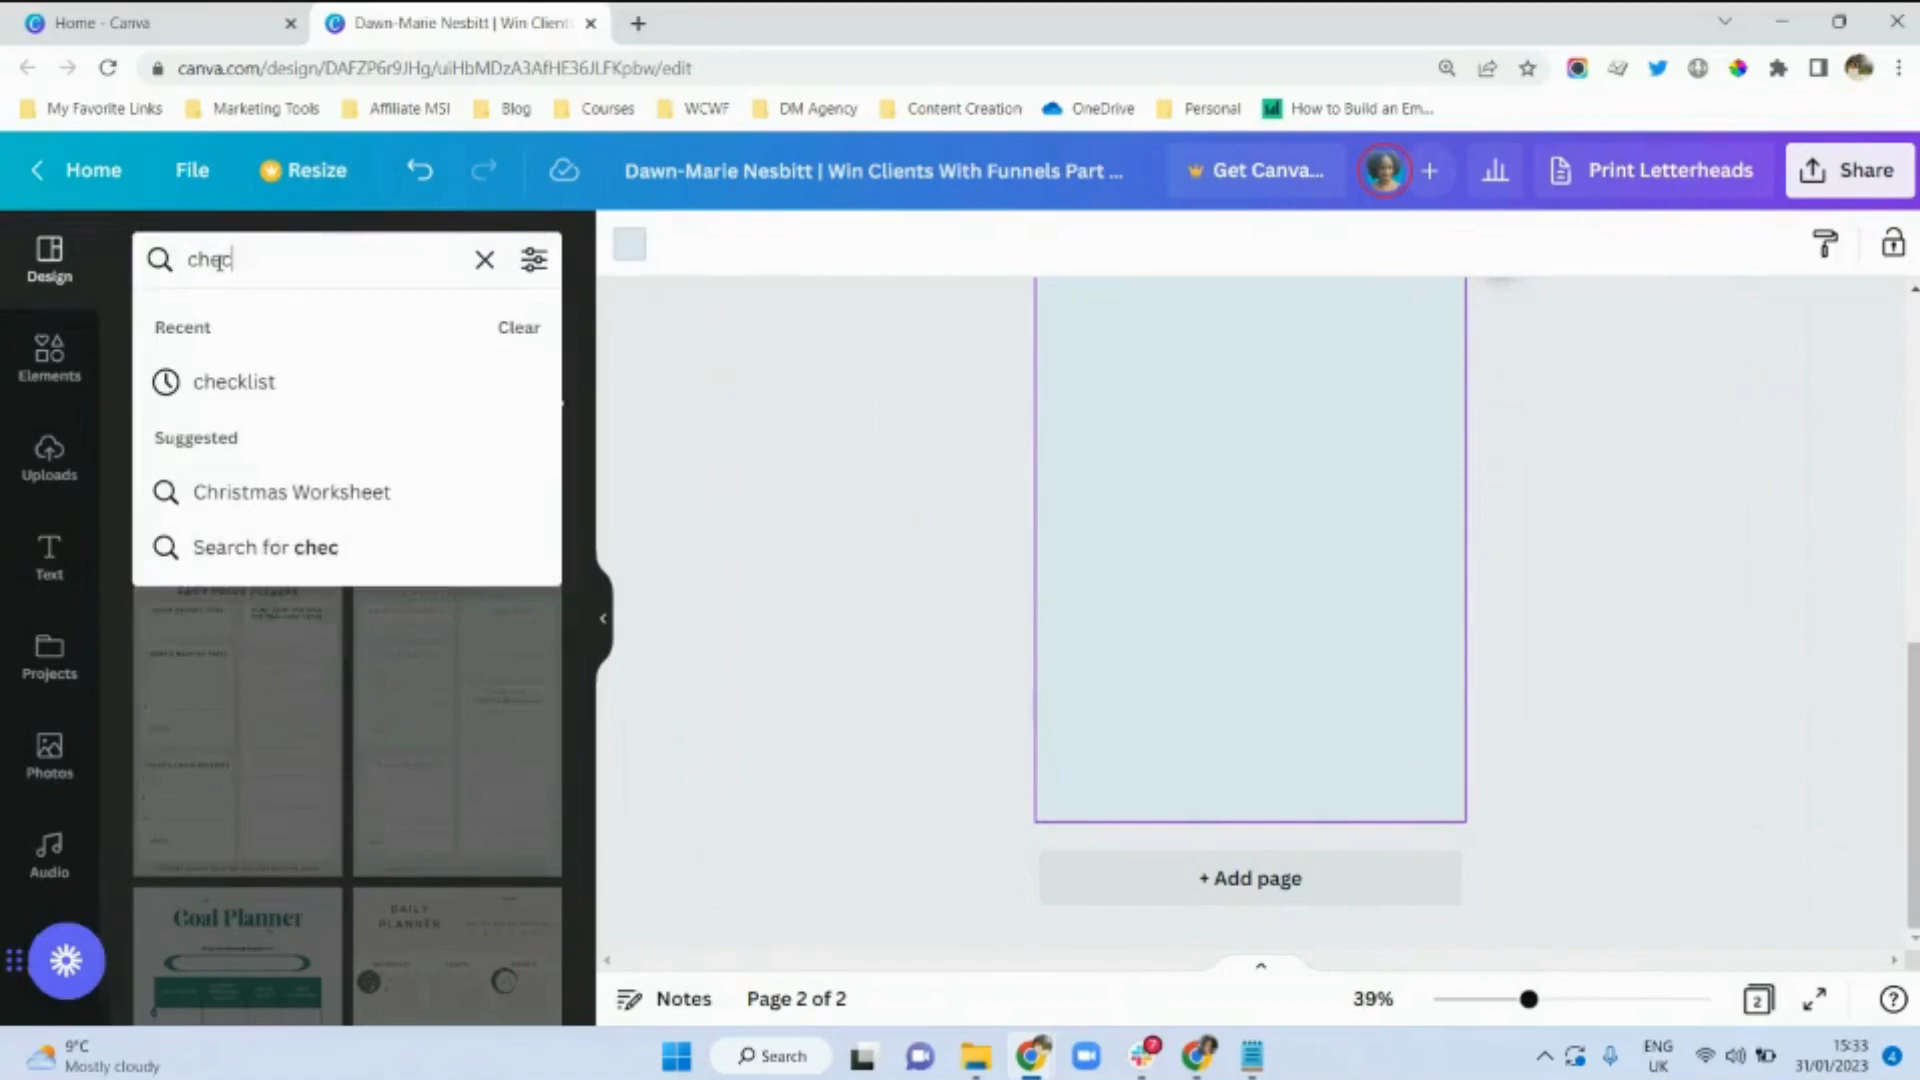 Home - Canva
Dawn-Marie Nesbitt | Win Client
canva.com/design/DAFZP6r9JHg/uiHbMDzA3AfHE36JLFKpbw/edit
My Favorite Links
Marketing Tools
Affiliate MSI
Blog
Courses
WCWF
DM Agency
Content Creation
OneDrive
Personal
How to Build an Em...
Home
File
Resize
Dawn-Marie Nesbitt | Win Clients With Funnels Part ...
Get Canva...
Print Letterheads
Share
Design
Elements
Uploads
Text
Projects
Photos
Audio
chec
Recent
Clear
checklist
Suggested
Christmas Worksheet
Search for chec
Goal Planner
DAILY
PLANNER
+ Add page
Notes
Page 2 of 2
39%
2
9°C
Mostly cloudy
Search
7
ENG
UK
15:33
31/01/2023
4